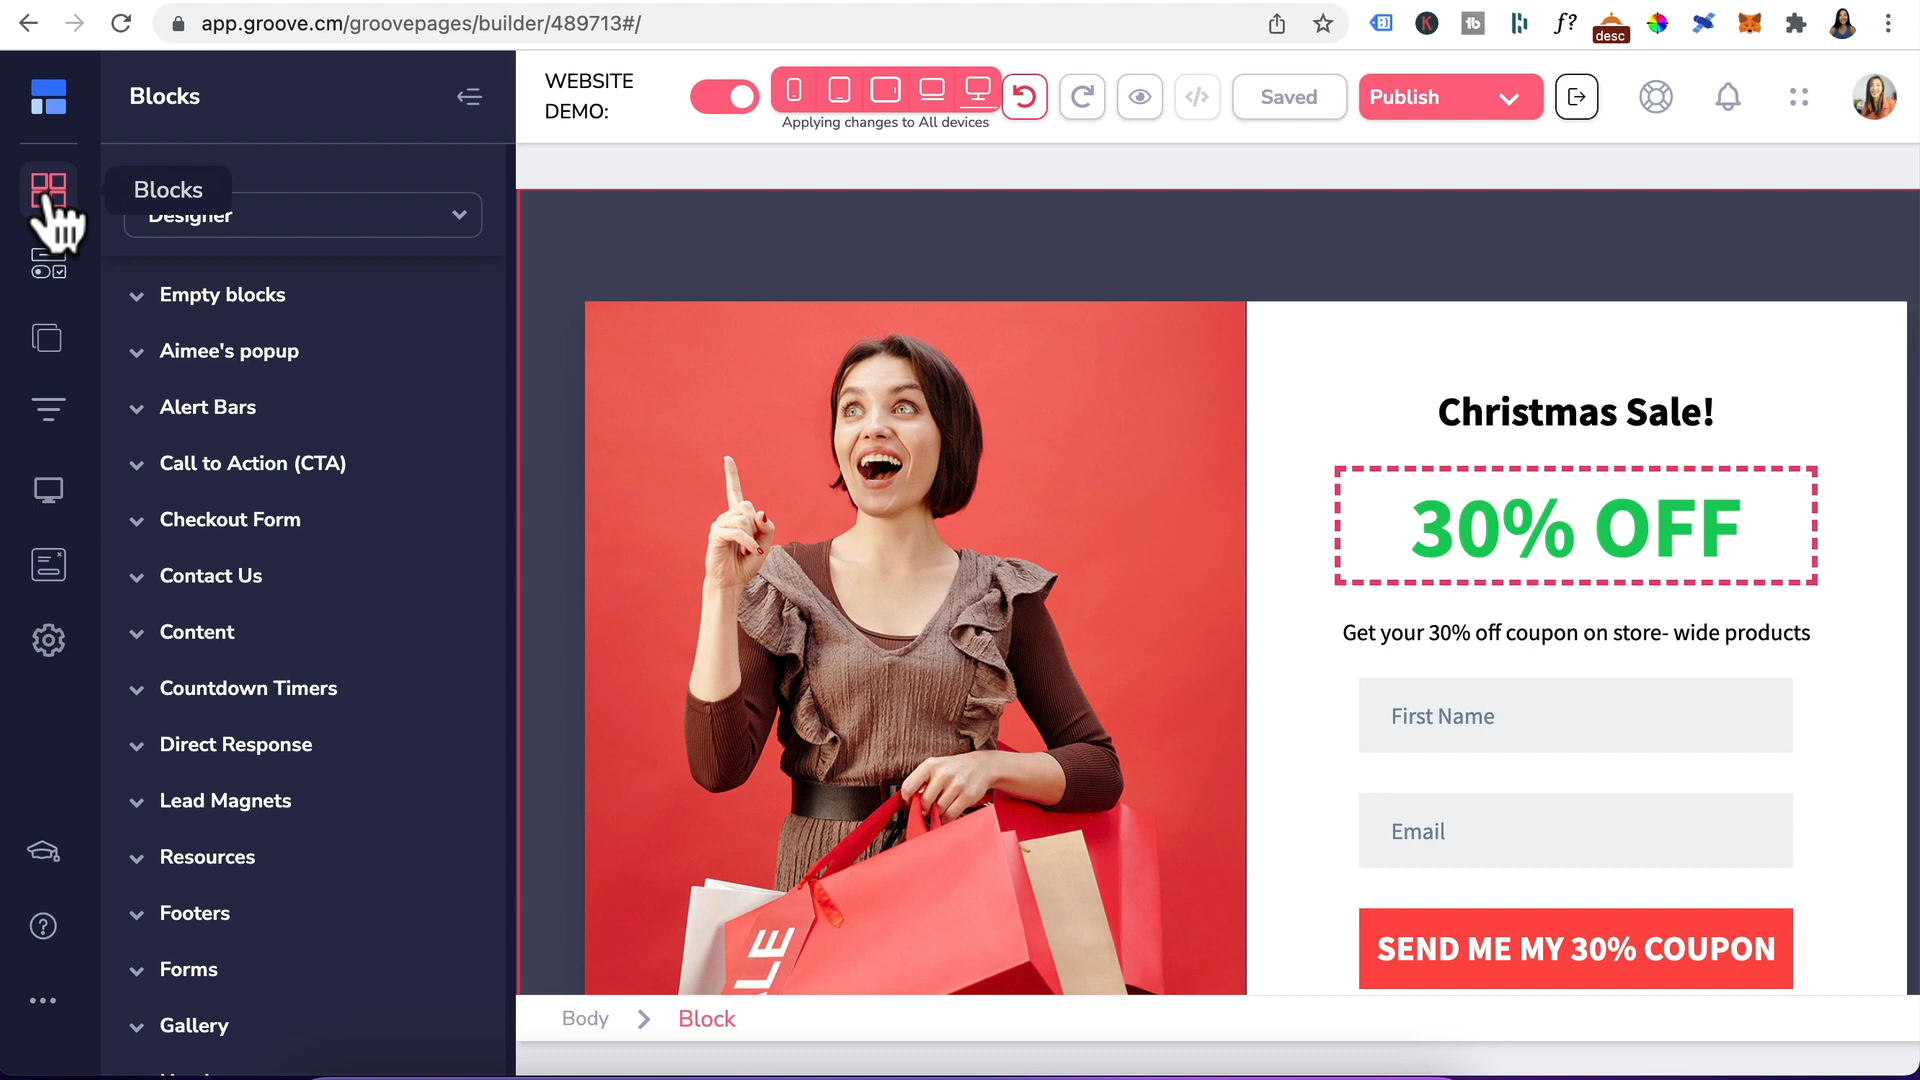 app.groove.cm/groovepages/builder/489713#/
desc
Blocks
WEBSITE
DEMO:
Applying changes to All devices
Saved
Publish
Blocks
Designer
Empty blocks
Aimee's popup
Alert Bars
Call to Action (CTA)
Checkout Form
Contact Us
Content
Countdown Timers
Direct Response
Lead Magnets
Resources
Footers
Forms
Gallery
Christmas Sale!
30% OFF
Get your 30% off coupon on store- wide products
First Name
Email
SEND ME MY 30% COUPON
Body
Block